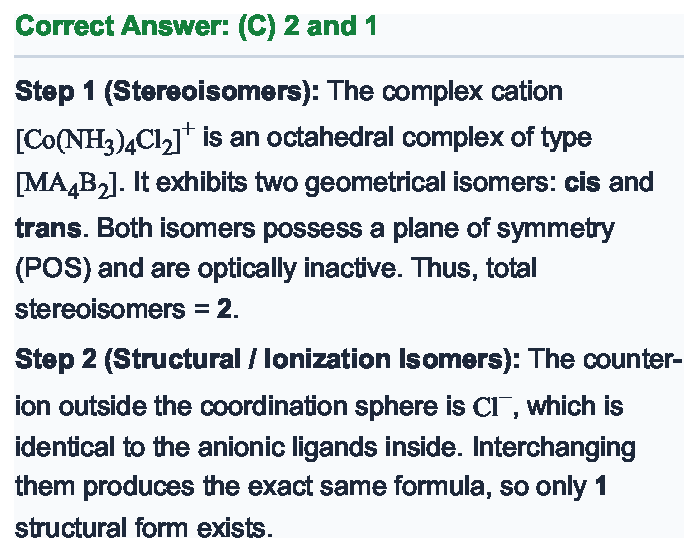 Correct Answer: (C) 2 and 1
Step 1 (Stereoisomers): The complex cation
[Co(NH₃)₄Cl₂]⁺ is an octahedral complex of type
[MA₄B₂]. It exhibits two geometrical isomers: cis and
trans. Both isomers possess a plane of symmetry
(POS) and are optically inactive. Thus, total
stereoisomers = 2.
Step 2 (Structural / Ionization Isomers): The counter-
ion outside the coordination sphere is Cl⁻, which is
identical to the anionic ligands inside. Interchanging
them produces the exact same formula, so only 1
structural form exists.